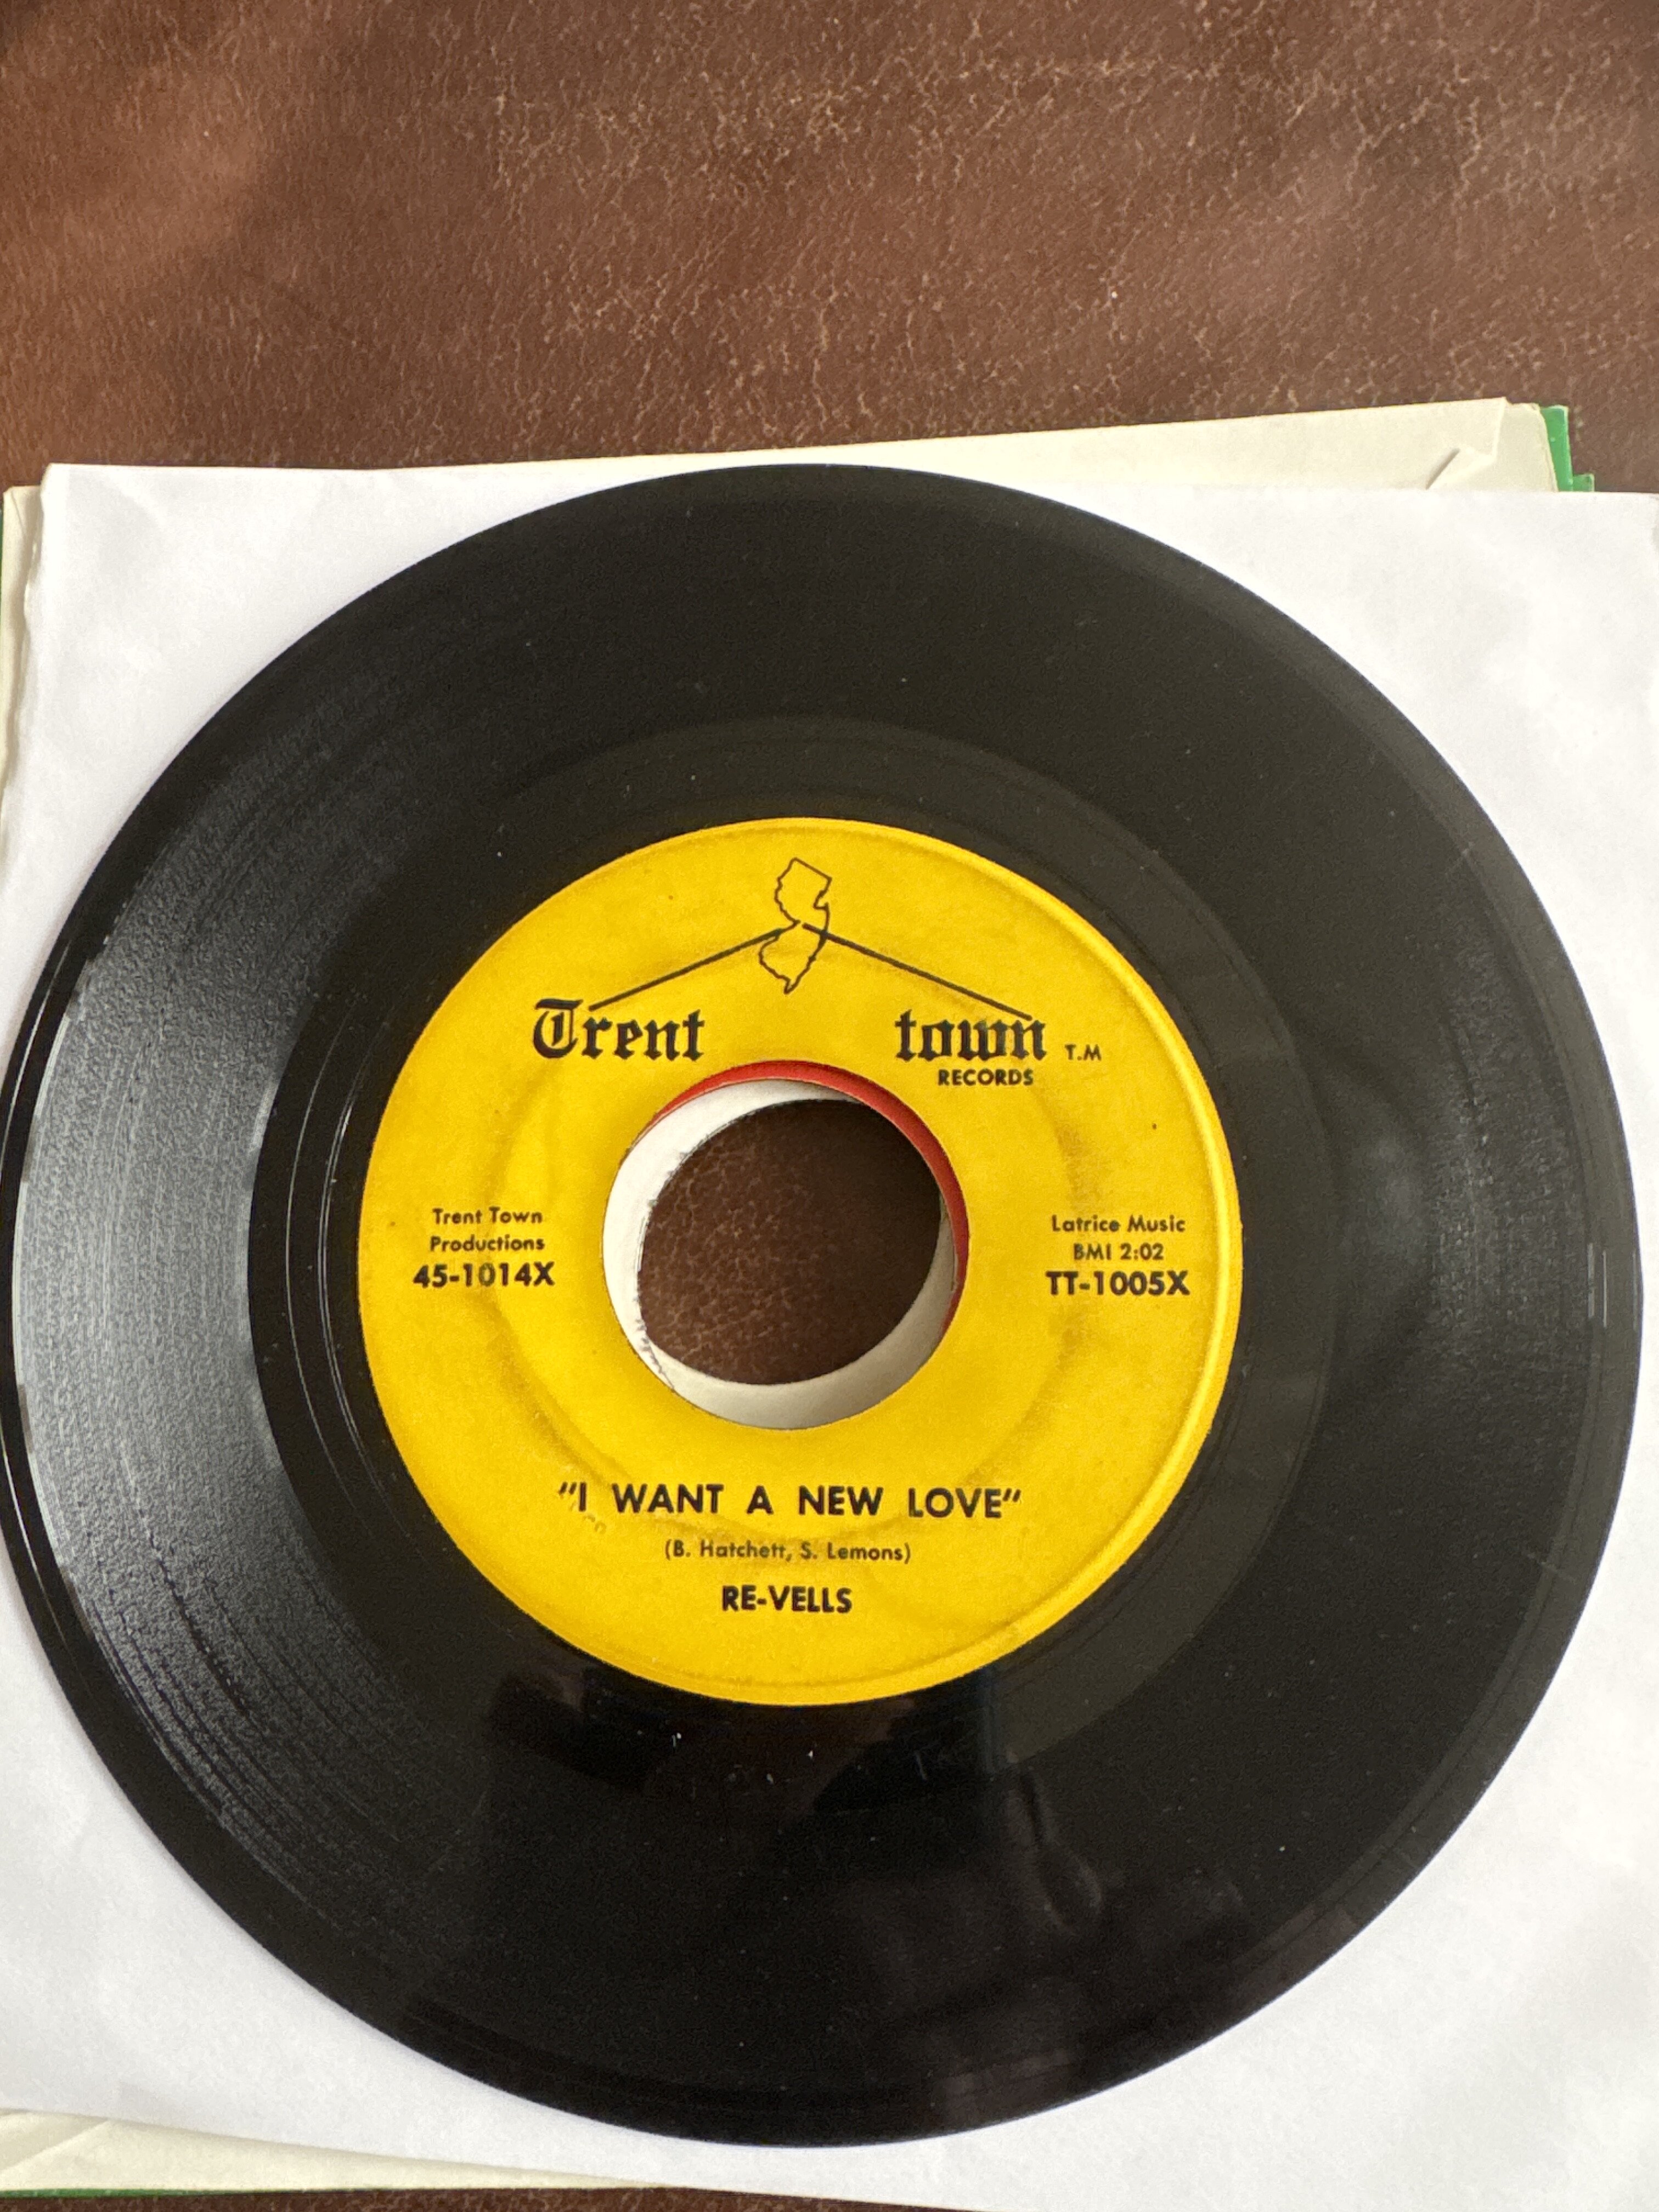 Trent town T.M
RECORDS
Trent Town
Productions
45-1014X
Latrice Music
BMI 2:02
TT-1005X
"I WANT A NEW LOVE"
(B. Hatchett, S. Lemons)
RE-VELLS